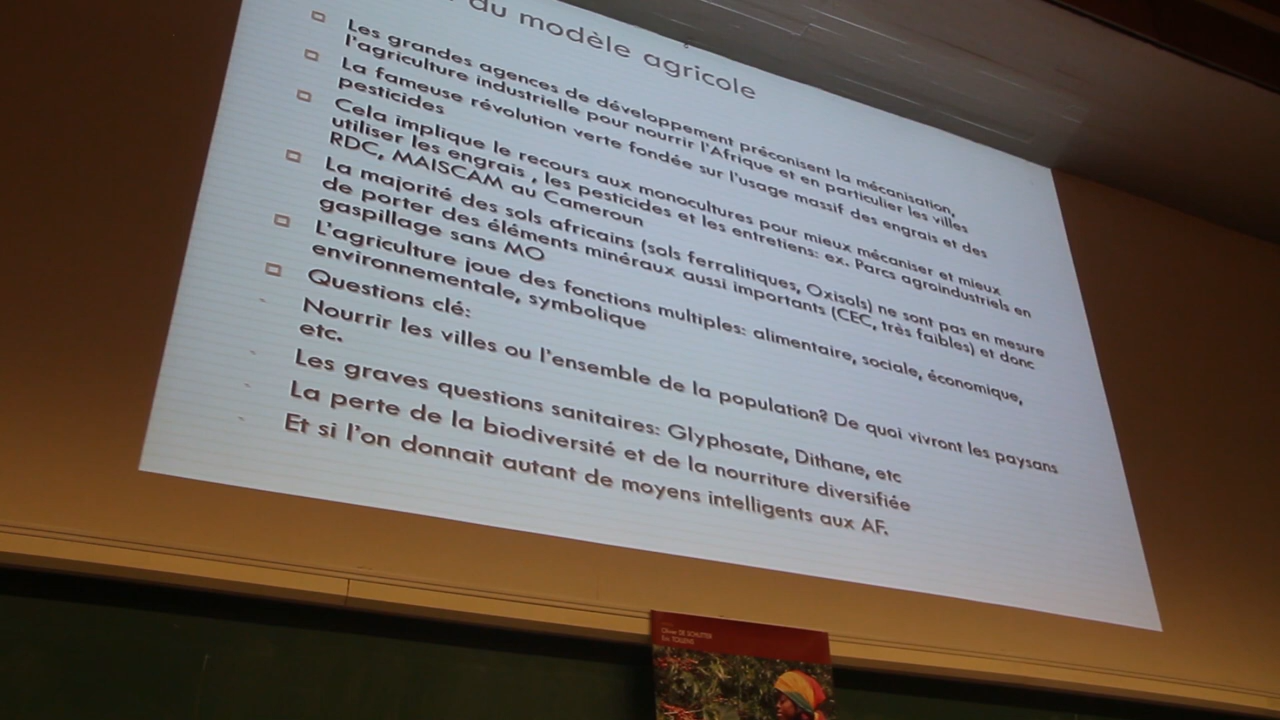 du modèle agricole
Les grandes agences de développement préconisent la mécanisation,
l'agriculture industrielle pour nourrir l'Afrique et en particulier les villes
La fameuse révolution verte fondée sur l'usage massif des engrais et des
pesticides
Cela implique le recours aux monocultures pour mieux mécaniser et mieux
utiliser les engrais , les pesticides et les entretiens: ex. Parcs agroindustriels en
RDC, MAISCAM au Cameroun
La majorité des sols africains (sols ferralitiques, Oxisols) ne sont pas en mesure
de porter des éléments minéraux aussi importants (CEC, très faibles) et donc
gaspillage sans MO
L'agriculture joue des fonctions multiples: alimentaire, sociale, économique,
environnementale, symbolique
Questions clé:
- Nourrir les villes ou l'ensemble de la population? De quoi vivront les paysans
etc.
- Les graves questions sanitaires: Glyphosate, Dithane, etc
- La perte de la biodiversité et de la nourriture diversifiée
- Et si l'on donnait autant de moyens intelligents aux AF.
Olivier DE SCHUTTER
Eric TOLLENS